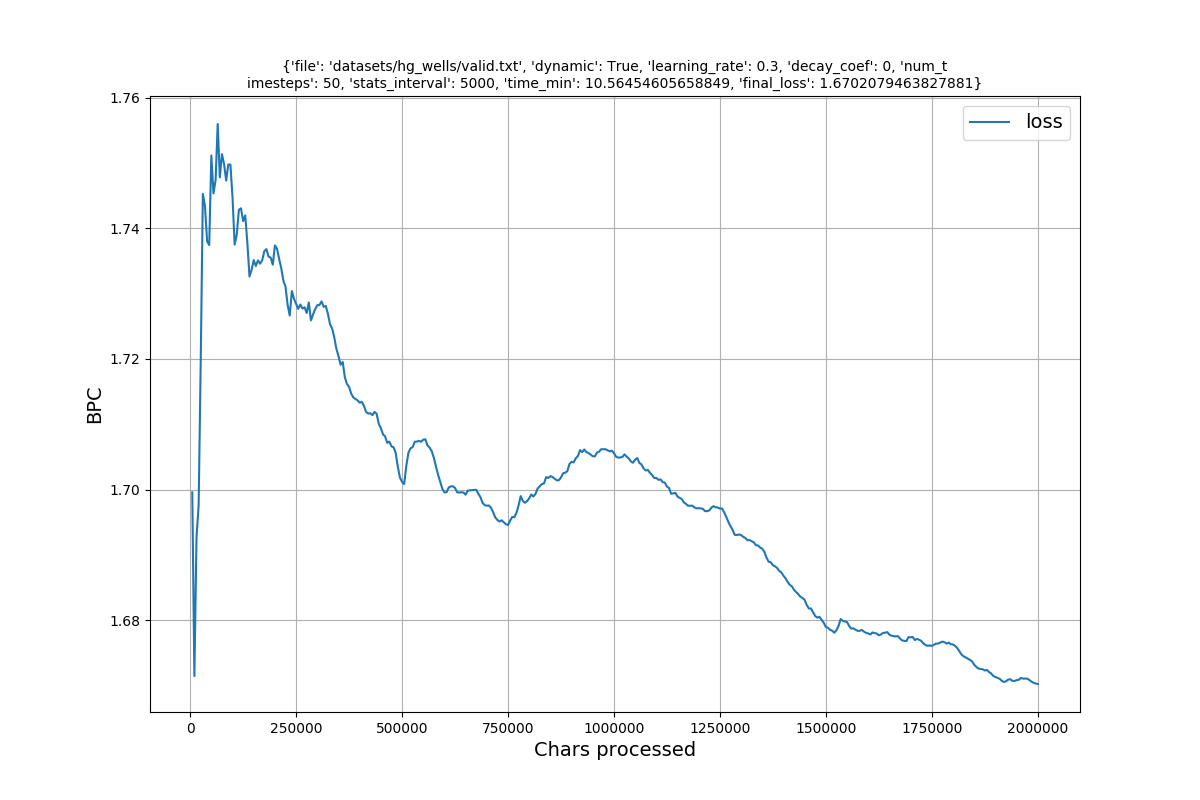 {'file': 'datasets/hg_wells/valid.txt', 'dynamic': True, 'learning_rate': 0.3, 'decay_coef': 0, 'num_t
imesteps': 50, 'stats_interval': 5000, 'time_min': 10.56454605658849, 'final_loss': 1.6702079463827881}
loss
1.76
1.74
1.72
1.70
1.68
BPC
0 250000 500000 750000 1000000 1250000 1500000 1750000 2000000
Chars processed